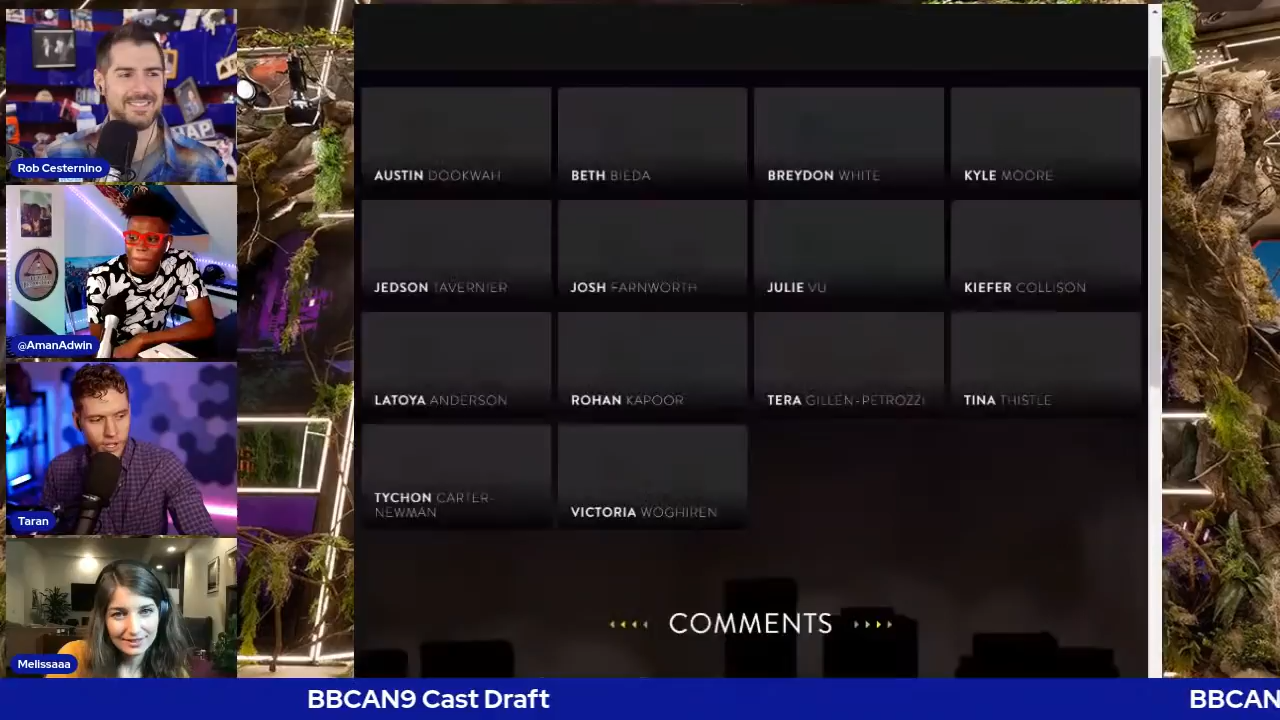 Rob Cesternino
HAP
@AmanAdwin
Taran
Melissaaa
AUSTIN DOOKWAH
BETH BIEDA
BREYDON WHITE
KYLE MOORE
JEDSON TAVERNIER
JOSH FARNWORTH
JULIE VU
KIEFER COLLISON
LATOYA ANDERSON
ROHAN KAPOOR
TERA GILLEN-PETROZZI
TINA THISTLE
TYCHON CARTER-
NEWMAN
VICTORIA WOGHIREN
COMMENTS
BBCAN9 Cast Draft
BBCAN